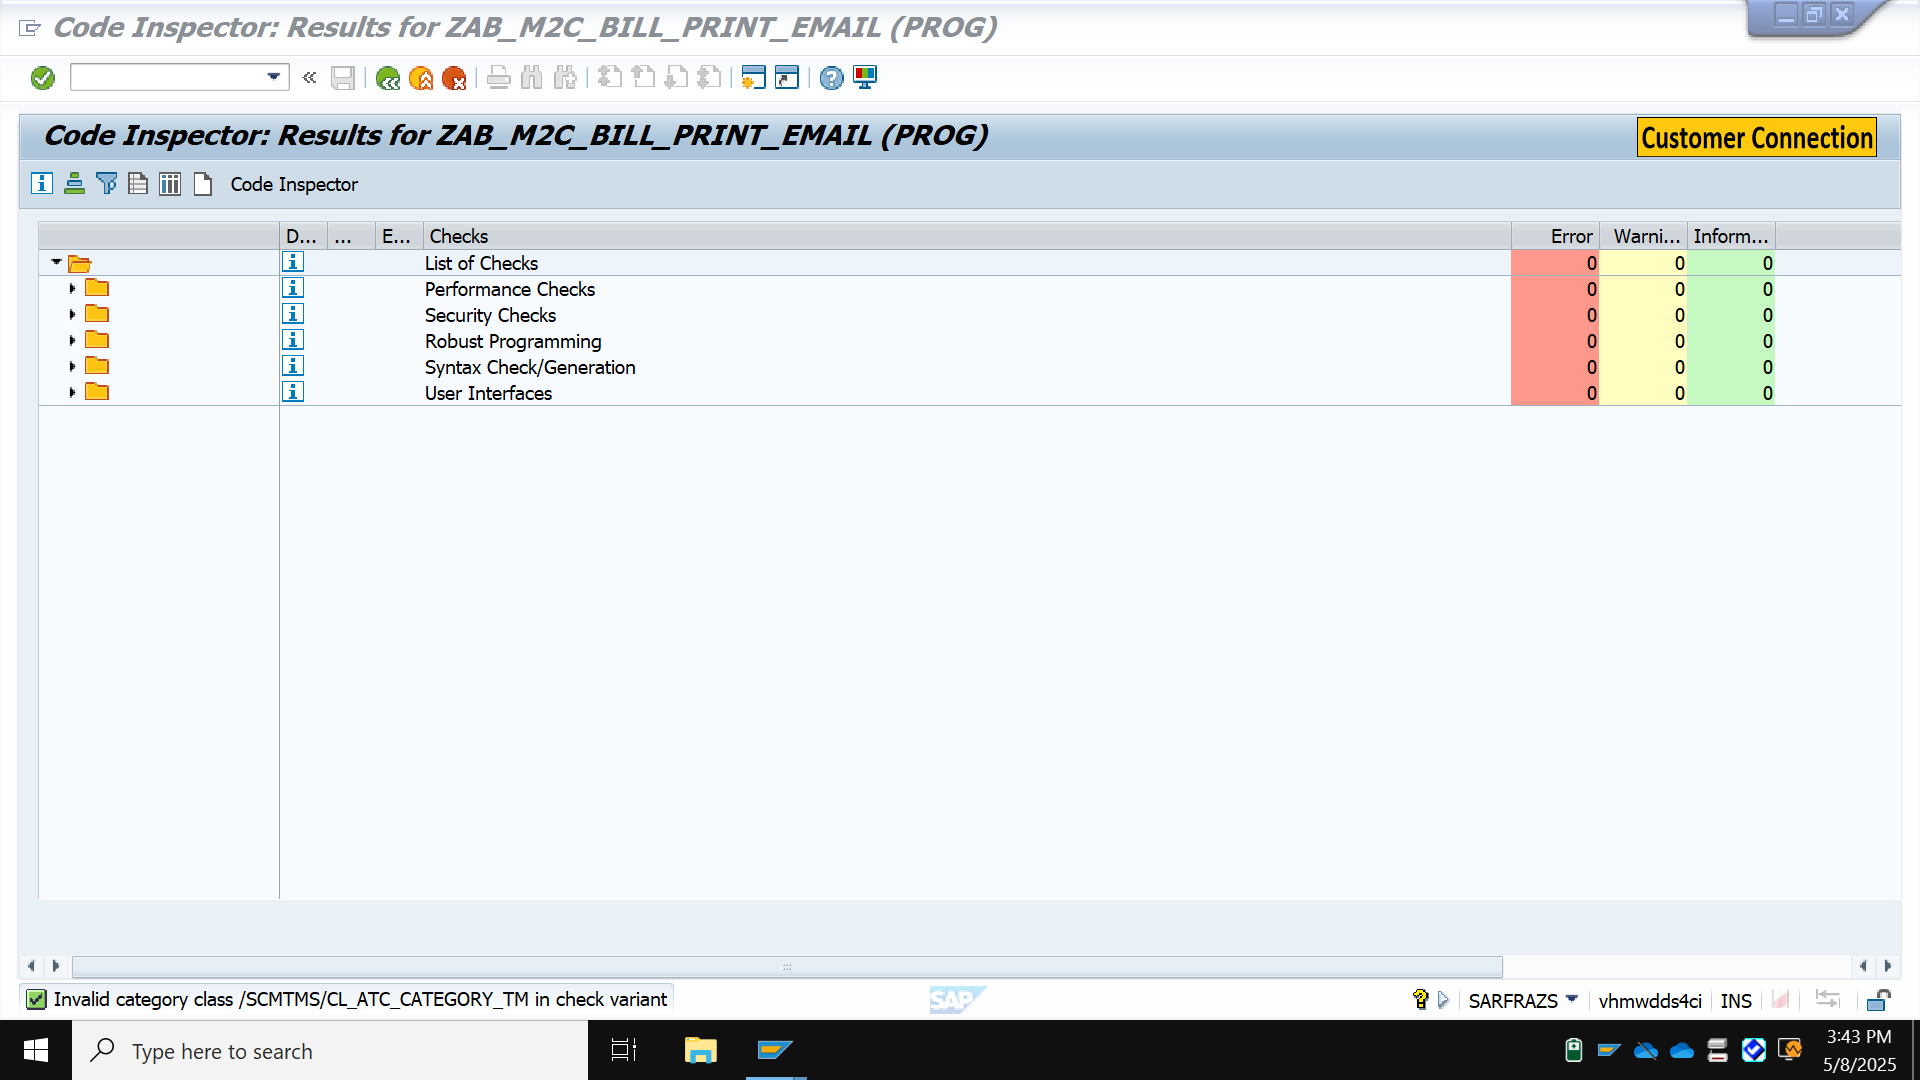 Code Inspector: Results for ZAB_M2C_BILL_PRINT_EMAIL (PROG)
Code Inspector: Results for ZAB_M2C_BILL_PRINT_EMAIL (PROG)
Customer Connection
Code Inspector
D... ... E... Checks Error Warni... Inform...
List of Checks 0 0 0
Performance Checks 0 0 0
Security Checks 0 0 0
Robust Programming 0 0 0
Syntax Check/Generation 0 0 0
User Interfaces 0 0 0
Invalid category class /SCMTMS/CL_ATC_CATEGORY_TM in check variant
SAP
SARFRAZS
vhmwdds4ci
INS
Type here to search
3:43 PM
5/8/2025